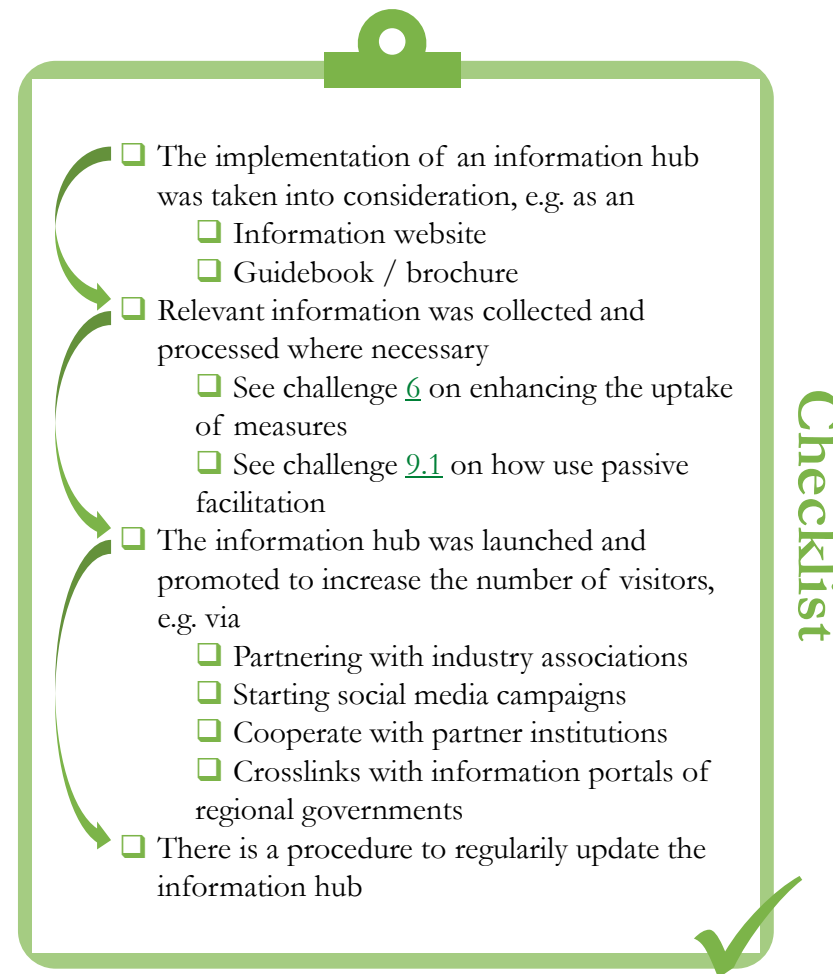 The implementation of an information hub
was taken into consideration, e.g. as an
Information website
Guidebook / brochure
Relevant information was collected and
processed where necessary
See challenge 6 on enhancing the uptake
of measures
See challenge 9.1 on how use passive
facilitation
The information hub was launched and
promoted to increase the number of visitors,
e.g. via
Partnering with industry associations
Starting social media campaigns
Cooperate with partner institutions
Crosslinks with information portals of
regional governments
There is a procedure to regularily update the
information hub
Checklist